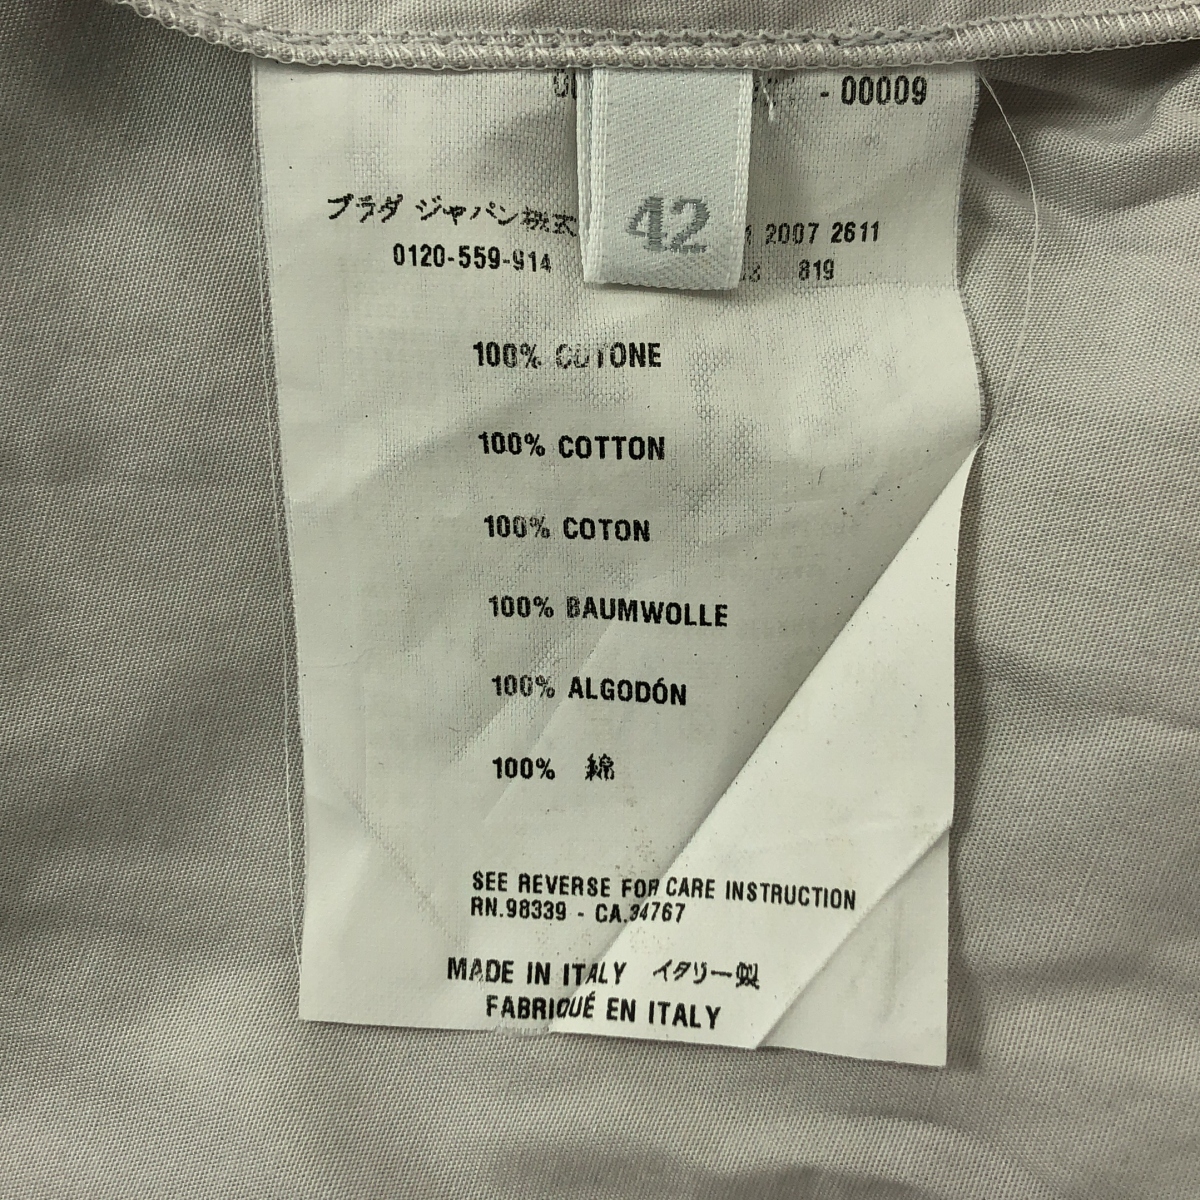 - 00009
42
プラダ ジャパン株式
2007 2611
0120-559-914
819
100% COTONE
100% COTTON
100% COTON
100% BAUMWOLLE
100% ALGODÓN
100% 綿
SEE REVERSE FOR CARE INSTRUCTION
RN.98339 - CA.34767
MADE IN ITALY イタリー製
FABRIQUÉ EN ITALY